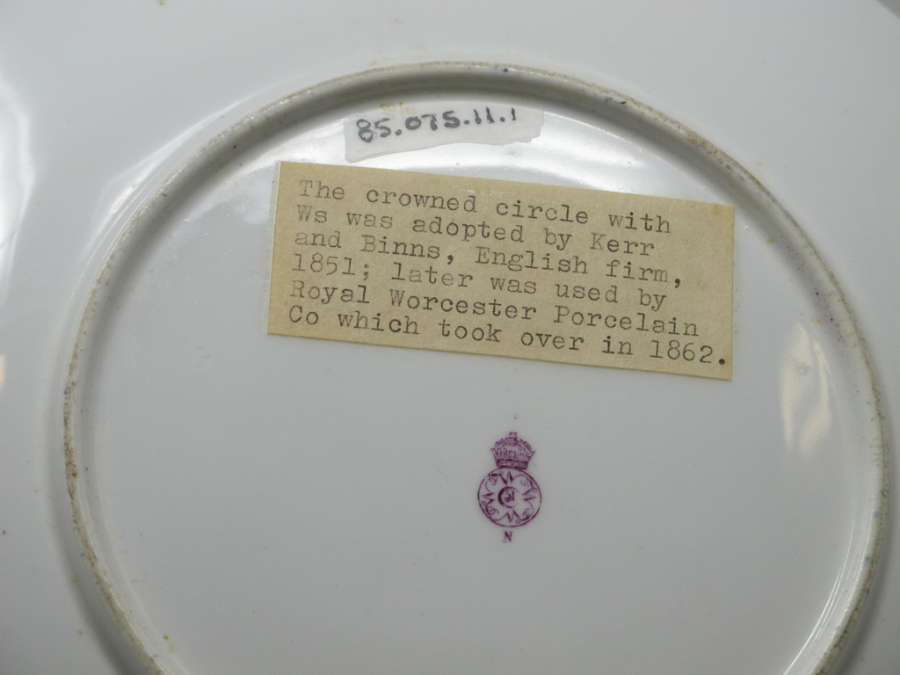 85.075.11.1
The crowned circle with
Ws was adopted by Kerr
and Binns, English firm,
1851; later was used by
Royal Worcester Porcelain
Co which took over in 1862.
N